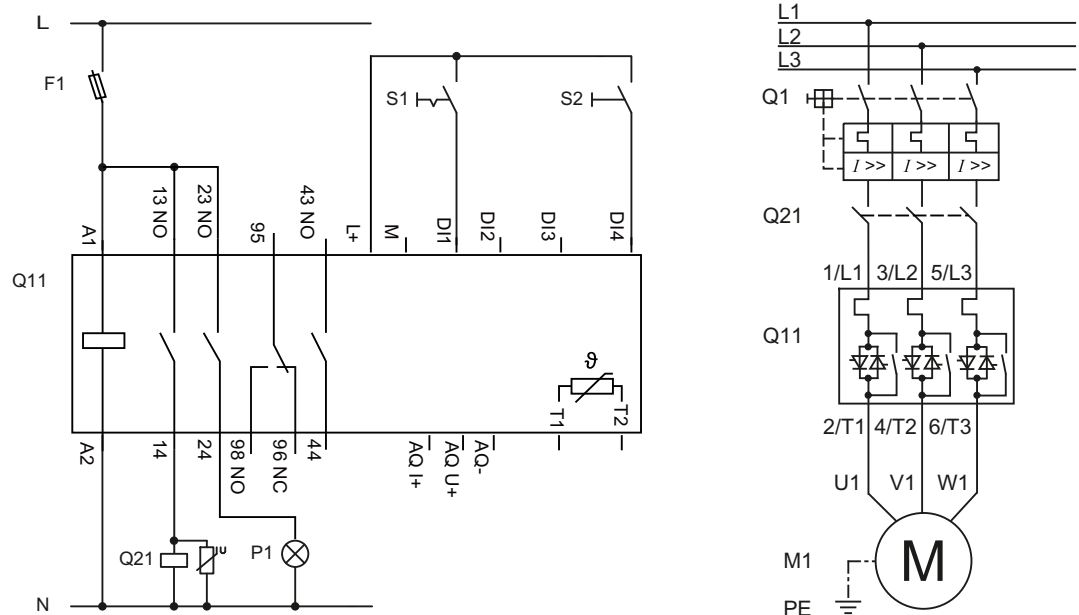 L
F1
S1
S2
13 NO
23 NO
43 NO
A1
95
L+
M
DI1
DI2
DI3
DI4
Q11
ϑ
T1
T2
A2
14
24
98 NO
96 NC
44
AQ I+
AQ U+
AQ-
Q21
U
P1
N
L1
L2
L3
Q1
I >>
I >>
I >>
Q21
1/L1
3/L2
5/L3
Q11
2/T1
4/T2
6/T3
U1
V1
W1
M1
M
PE